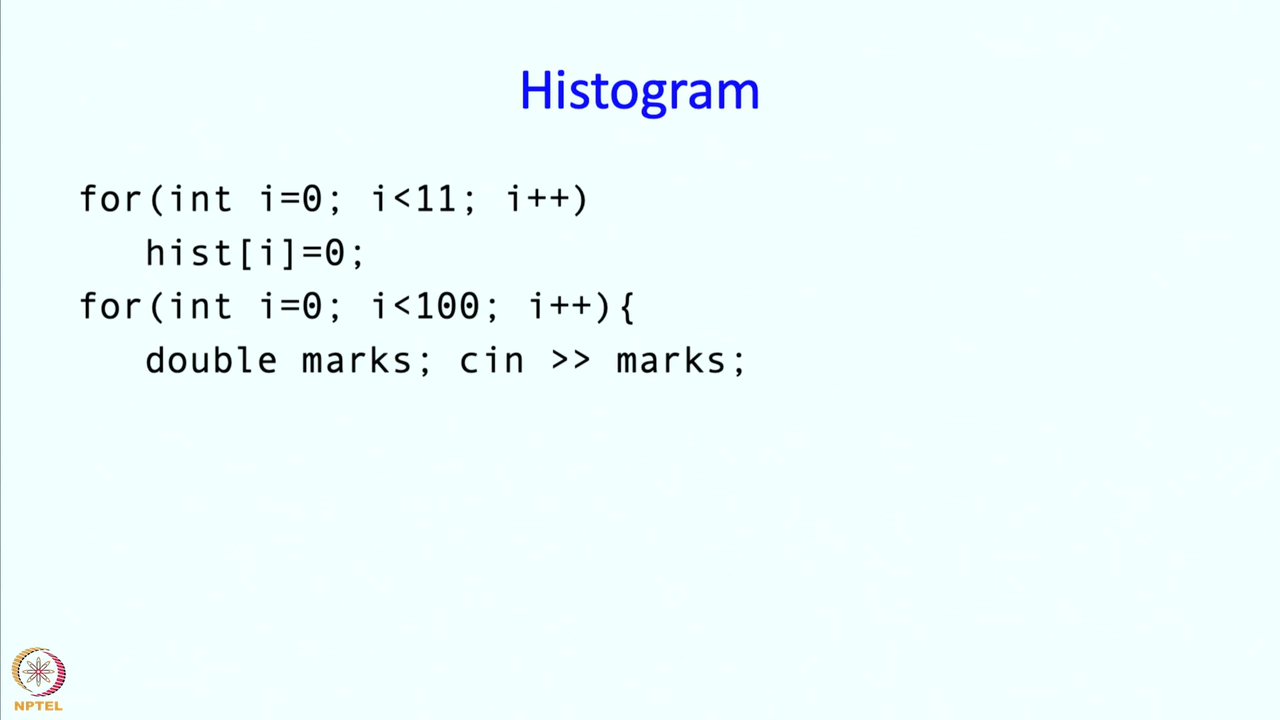 Histogram
for(int i=0; i<11; i++)
   hist[i]=0;
for(int i=0; i<100; i++){
   double marks; cin >> marks;
NPTEL